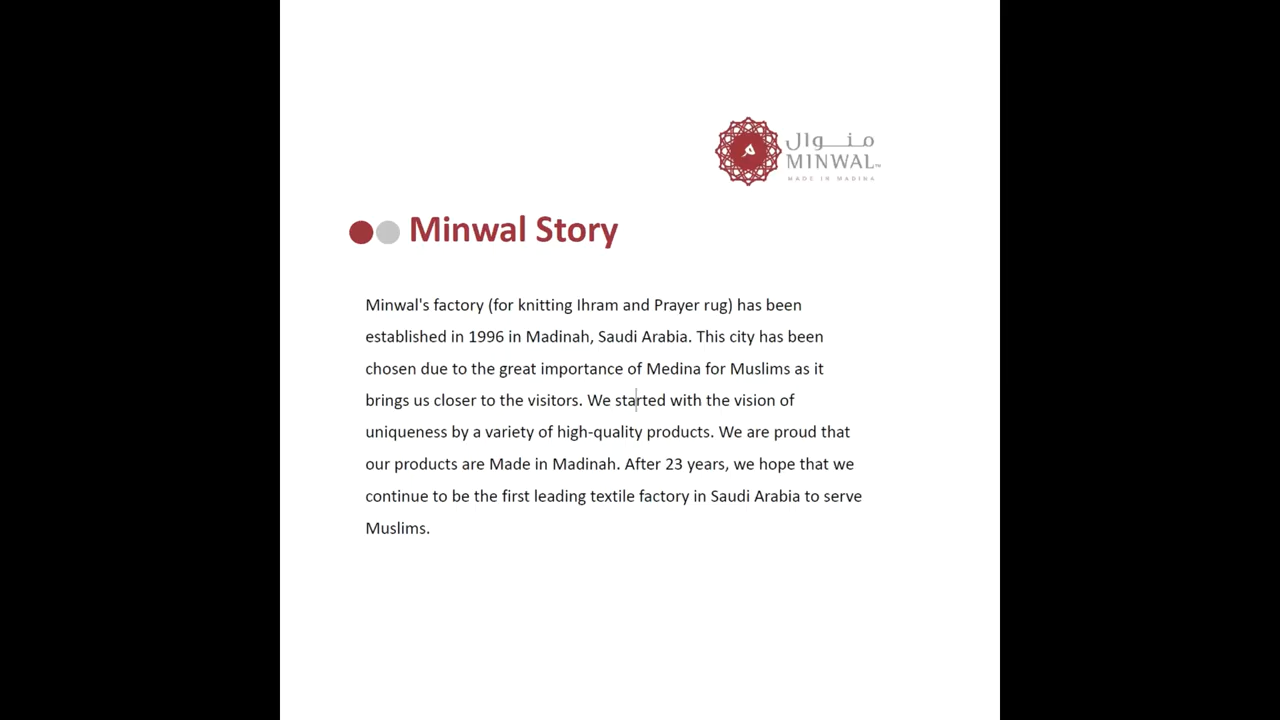 منوال
MINWAL™
MADE IN MADINA
Minwal Story
Minwal's factory (for knitting Ihram and Prayer rug) has been
established in 1996 in Madinah, Saudi Arabia. This city has been
chosen due to the great importance of Medina for Muslims as it
brings us closer to the visitors. We started with the vision of
uniqueness by a variety of high-quality products. We are proud that
our products are Made in Madinah. After 23 years, we hope that we
continue to be the first leading textile factory in Saudi Arabia to serve
Muslims.